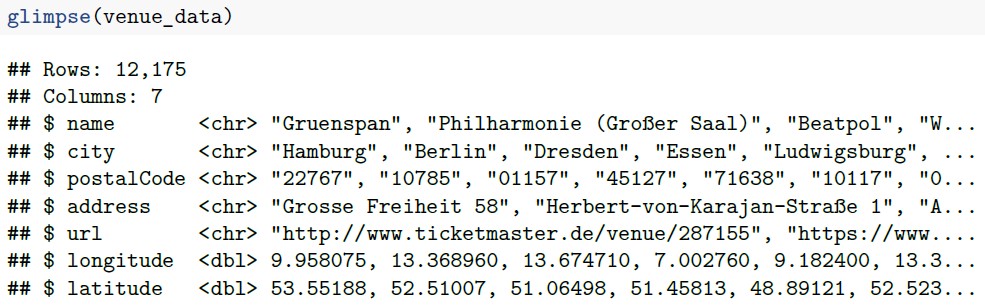 glimpse(venue_data)
## Rows: 12,175
## Columns: 7
## $ name       <chr> "Gruenspan", "Philharmonie (Großer Saal)", "Beatpol", "W...
## $ city       <chr> "Hamburg", "Berlin", "Dresden", "Essen", "Ludwigsburg", ...
## $ postalCode <chr> "22767", "10785", "01157", "45127", "71638", "10117", "0...
## $ address    <chr> "Grosse Freiheit 58", "Herbert-von-Karajan-Straße 1", "A...
## $ url        <chr> "http://www.ticketmaster.de/venue/287155", "https://www....
## $ longitude  <dbl> 9.958075, 13.368960, 13.674710, 7.002760, 9.182400, 13.3...
## $ latitude   <dbl> 53.55188, 52.51007, 51.06498, 51.45813, 48.89121, 52.523...